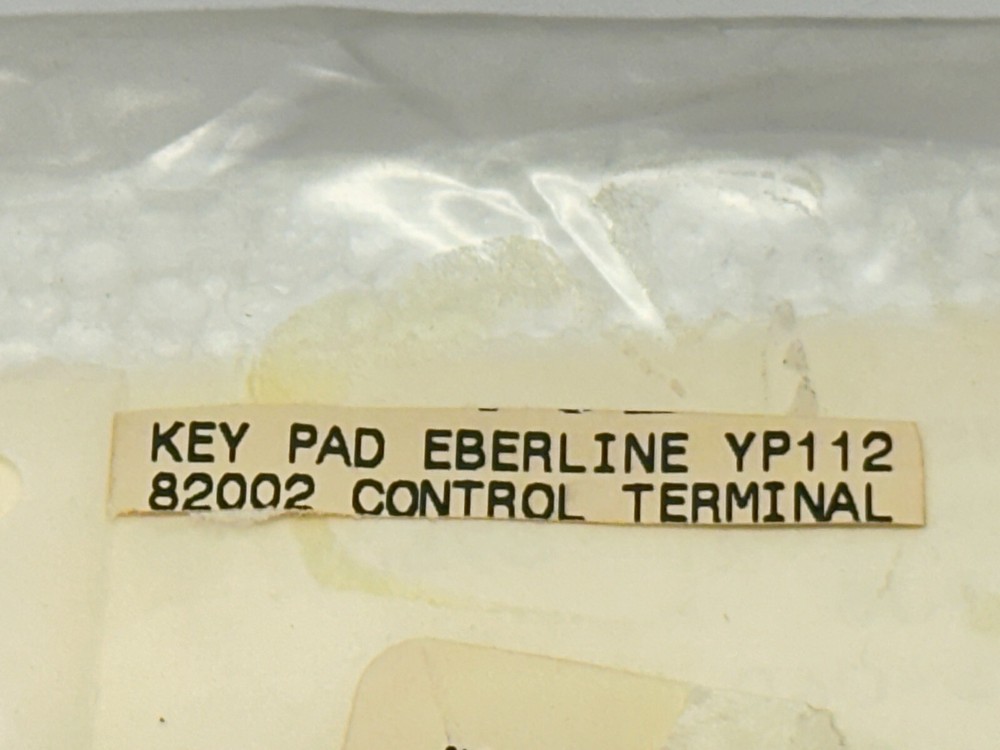 KEY PAD EBERLINE YP112
82002 CONTROL TERMINAL